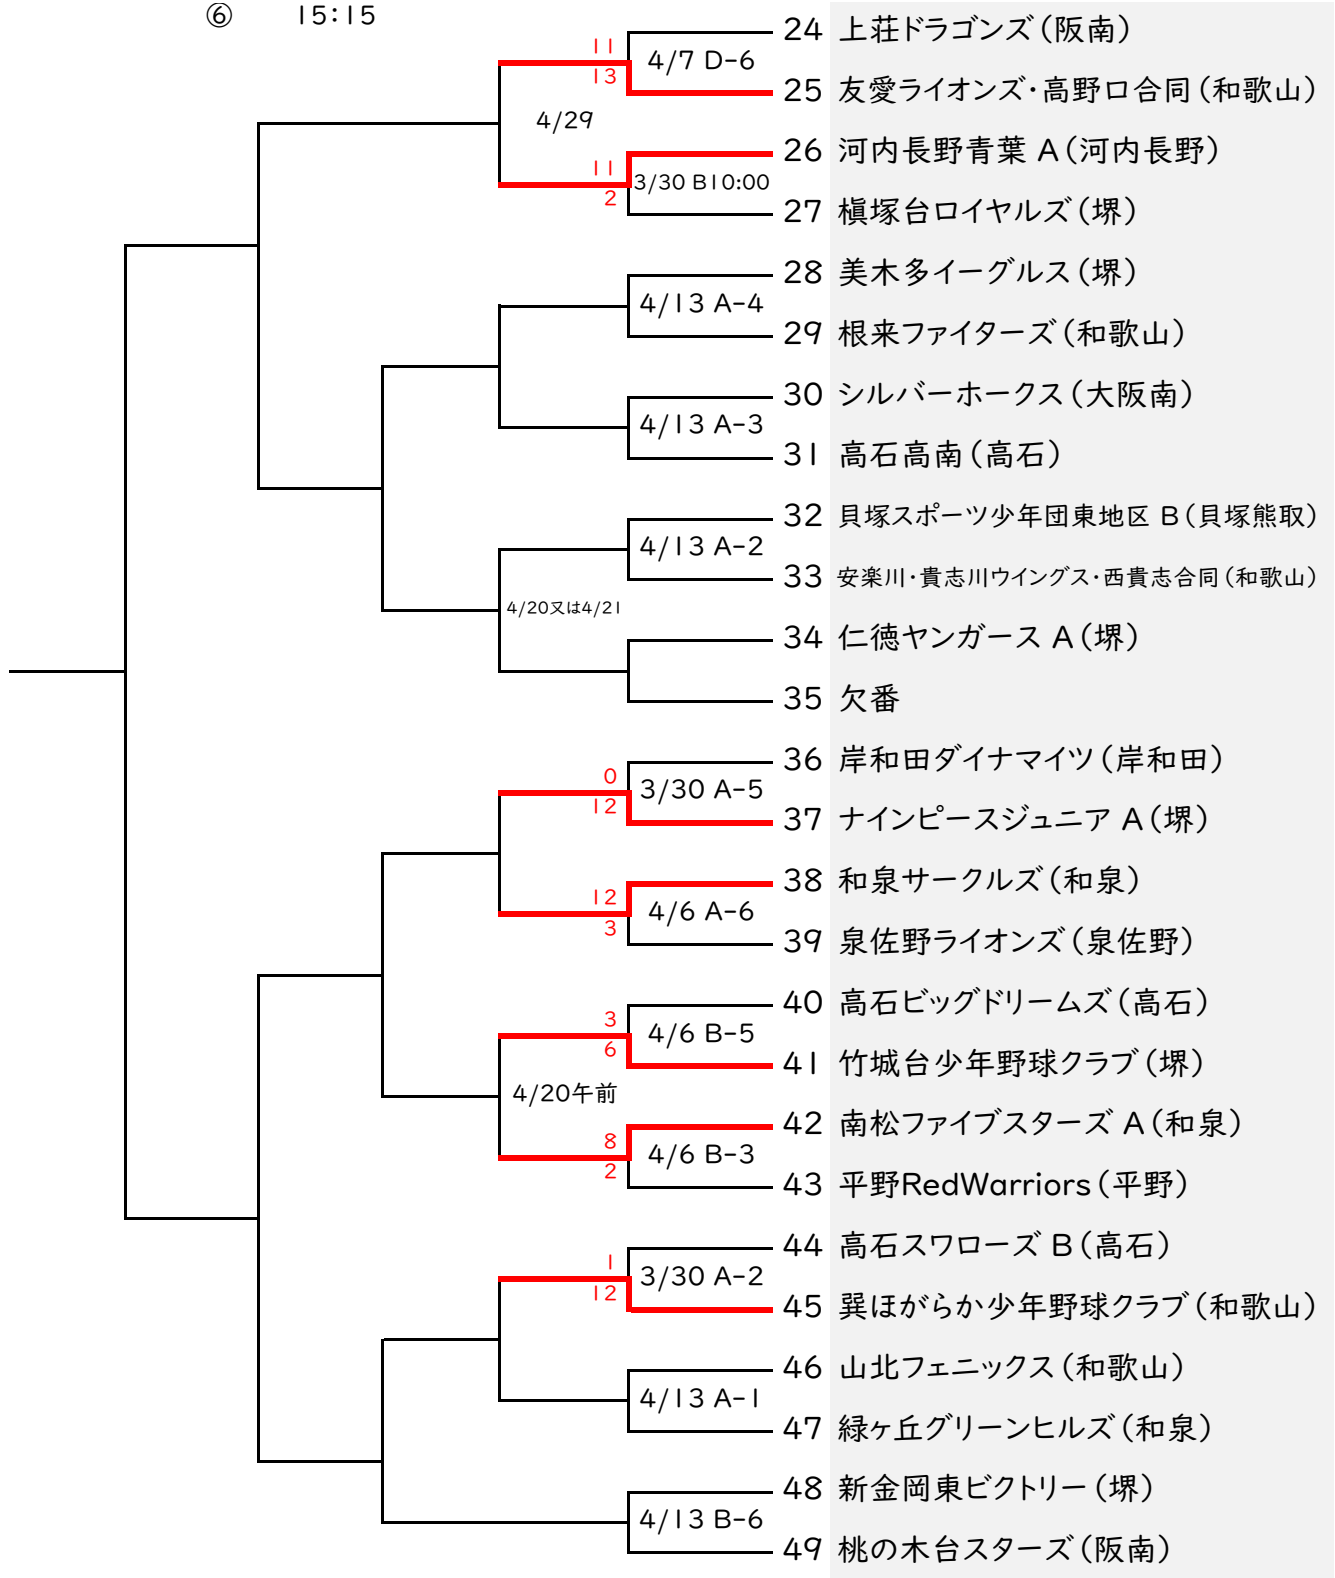 ⑥ 15:15
24 上荘ドラゴンズ(阪南)
11
4/7 D-6
13
25 友愛ライオンズ・高野口合同(和歌山)
4/29
26 河内長野青葉 A(河内長野)
11
3/30 B10:00
2
27 槇塚台ロイヤルズ(堺)
28 美木多イーグルス(堺)
4/13 A-4
29 根来ファイターズ(和歌山)
30 シルバーホークス(大阪南)
4/13 A-3
31 高石高南(高石)
32 貝塚スポーツ少年団東地区 B(貝塚熊取)
4/13 A-2
33 安楽川・貴志川ウイングス・西貴志合同(和歌山)
4/20又は4/21
34 仁徳ヤンガース A(堺)
35 欠番
36 岸和田ダイナマイツ(岸和田)
0
3/30 A-5
12
37 ナインピースジュニア A(堺)
38 和泉サークルズ(和泉)
12
4/6 A-6
3
39 泉佐野ライオンズ(泉佐野)
40 高石ビッグドリームズ(高石)
3
4/6 B-5
6
41 竹城台少年野球クラブ(堺)
4/20午前
42 南松ファイブスターズ A(和泉)
8
4/6 B-3
2
43 平野RedWarriors(平野)
44 高石スワローズ B(高石)
1
3/30 A-2
12
45 巽ほがらか少年野球クラブ(和歌山)
46 山北フェニックス(和歌山)
4/13 A-1
47 緑ヶ丘グリーンヒルズ(和泉)
48 新金岡東ビクトリー(堺)
4/13 B-6
49 桃の木台スターズ(阪南)